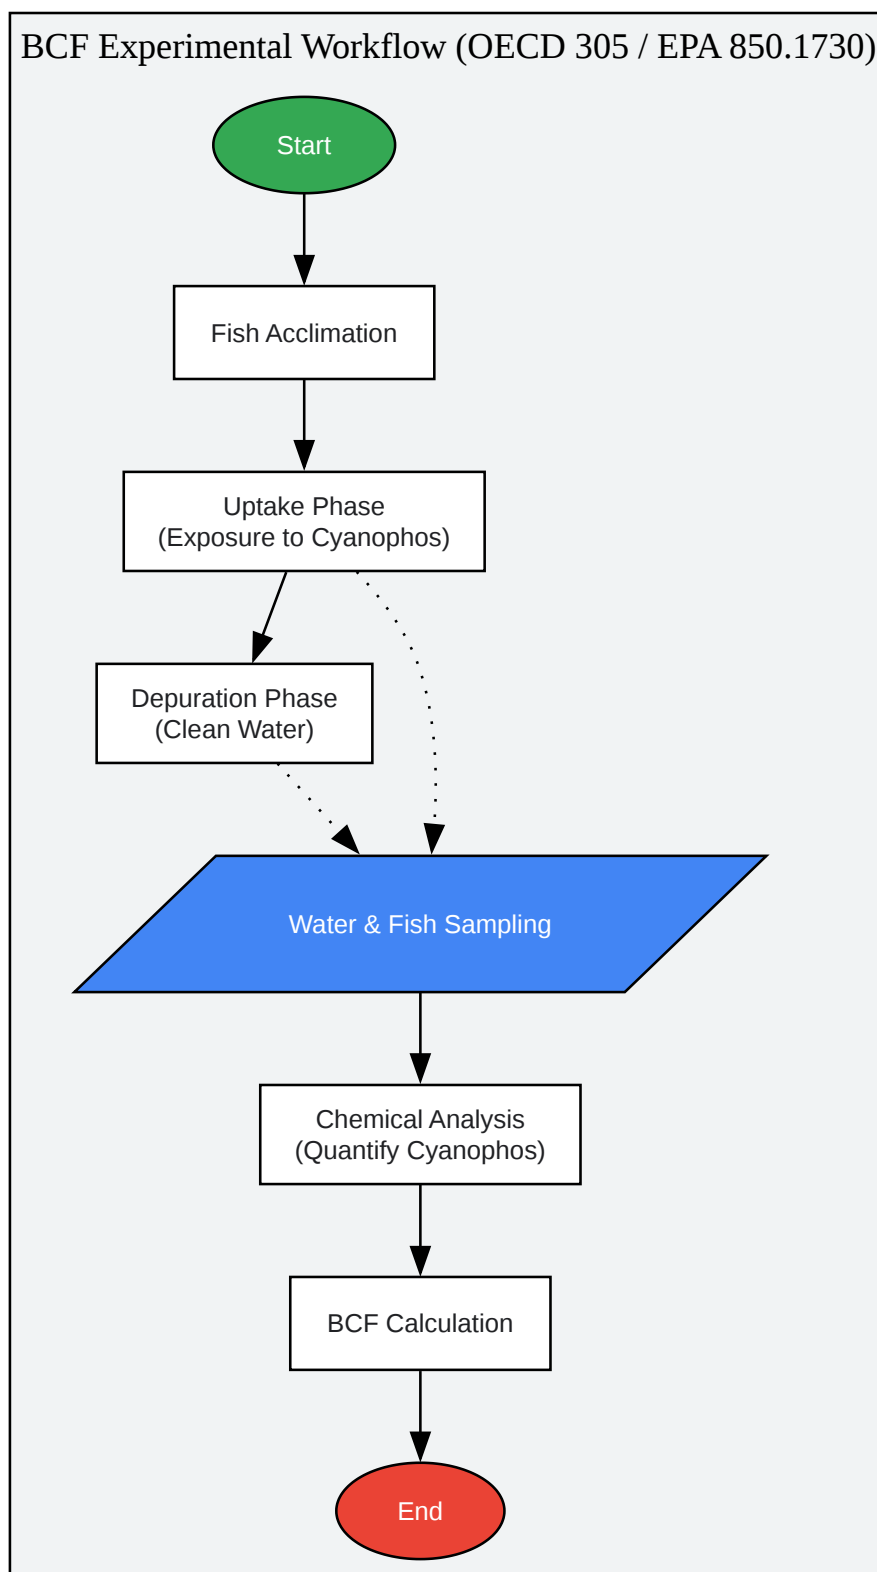 BCF Experimental Workflow (OECD 305 / EPA 850.1730)
Start
Fish Acclimation
Uptake Phase
(Exposure to Cyanophos)
Depuration Phase
(Clean Water)
Water & Fish Sampling
Chemical Analysis
(Quantify Cyanophos)
BCF Calculation
End